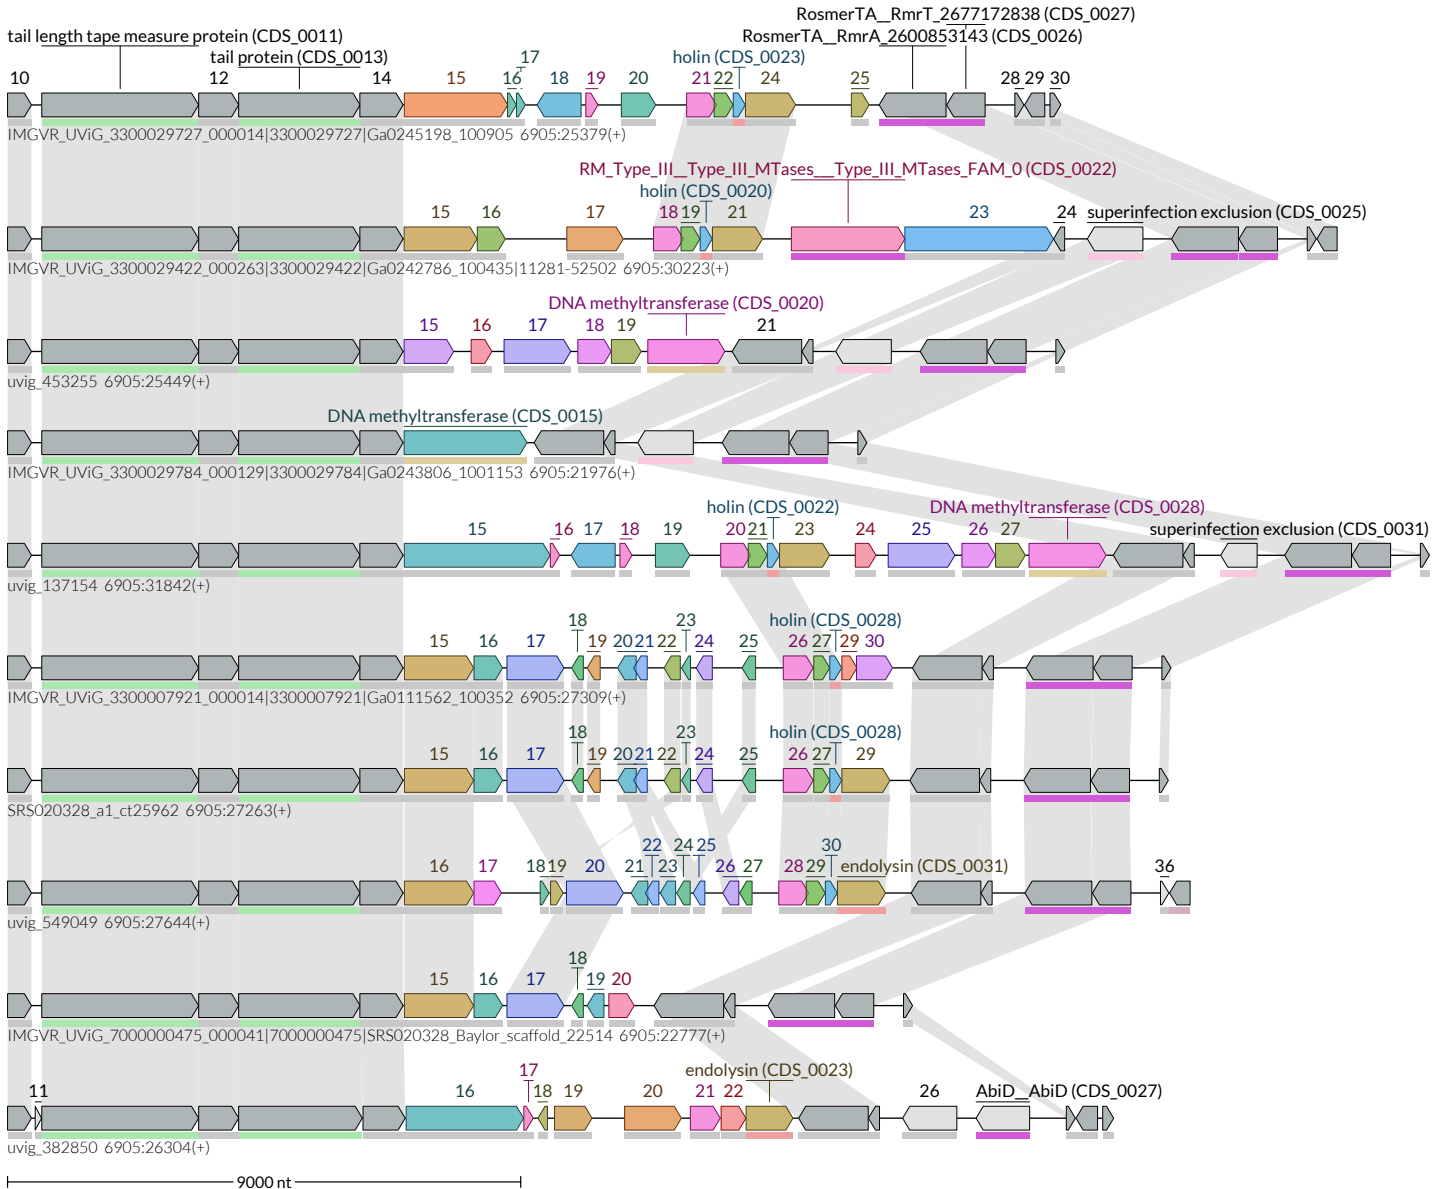 RosmerTA__RmrT_2677172838 (CDS_0027)
tail length tape measure protein (CDS_0011) RosmerTA__RmrA_2600853143 (CDS_0026)
tail protein (CDS_0013) 17 holin (CDS_0023)
10 12 14 15 16 18 19 20 21 22 24 25 28 29 30
IMGVR_UViG_3300029727_000014|3300029727|Ga0245198_100905 6905:25379(+)
RM_Type_III__Type_III_MTases___Type_III_MTases_FAM_0 (CDS_0022)
holin (CDS_0020)
15 16 17 18 19 21 23 24 superinfection exclusion (CDS_0025)
IMGVR_UViG_3300029422_000263|3300029422|Ga0242786_100435|11281-52502 6905:30223(+)
DNA methyltransferase (CDS_0020)
15 16 17 18 19 21
uvig_453255 6905:25449(+)
DNA methyltransferase (CDS_0015)
IMGVR_UViG_3300029784_000129|3300029784|Ga0243806_1001153 6905:21976(+)
holin (CDS_0022) DNA methyltransferase (CDS_0028)
15 16 17 18 19 20 21 23 24 25 26 27 superinfection exclusion (CDS_0031)
uvig_137154 6905:31842(+)
18 23 holin (CDS_0028)
15 16 17 19 20 21 22 24 25 26 27 29 30
IMGVR_UViG_3300007921_000014|3300007921|Ga0111562_100352 6905:27309(+)
18 23 holin (CDS_0028)
15 16 17 19 20 21 22 24 25 26 27 29
SRS020328_a1_ct25962 6905:27263(+)
22 24 25 30
16 17 18 19 20 21 23 26 27 28 29 endolysin (CDS_0031) 36
uvig_549049 6905:27644(+)
18
15 16 17 19 20
IMGVR_UViG_7000000475_000041|7000000475|SRS020328_Baylor_scaffold_22514 6905:22777(+)
17 endolysin (CDS_0023)
11 16 18 19 20 21 22 26 AbiD__AbiD (CDS_0027)
uvig_382850 6905:26304(+)
9000 nt